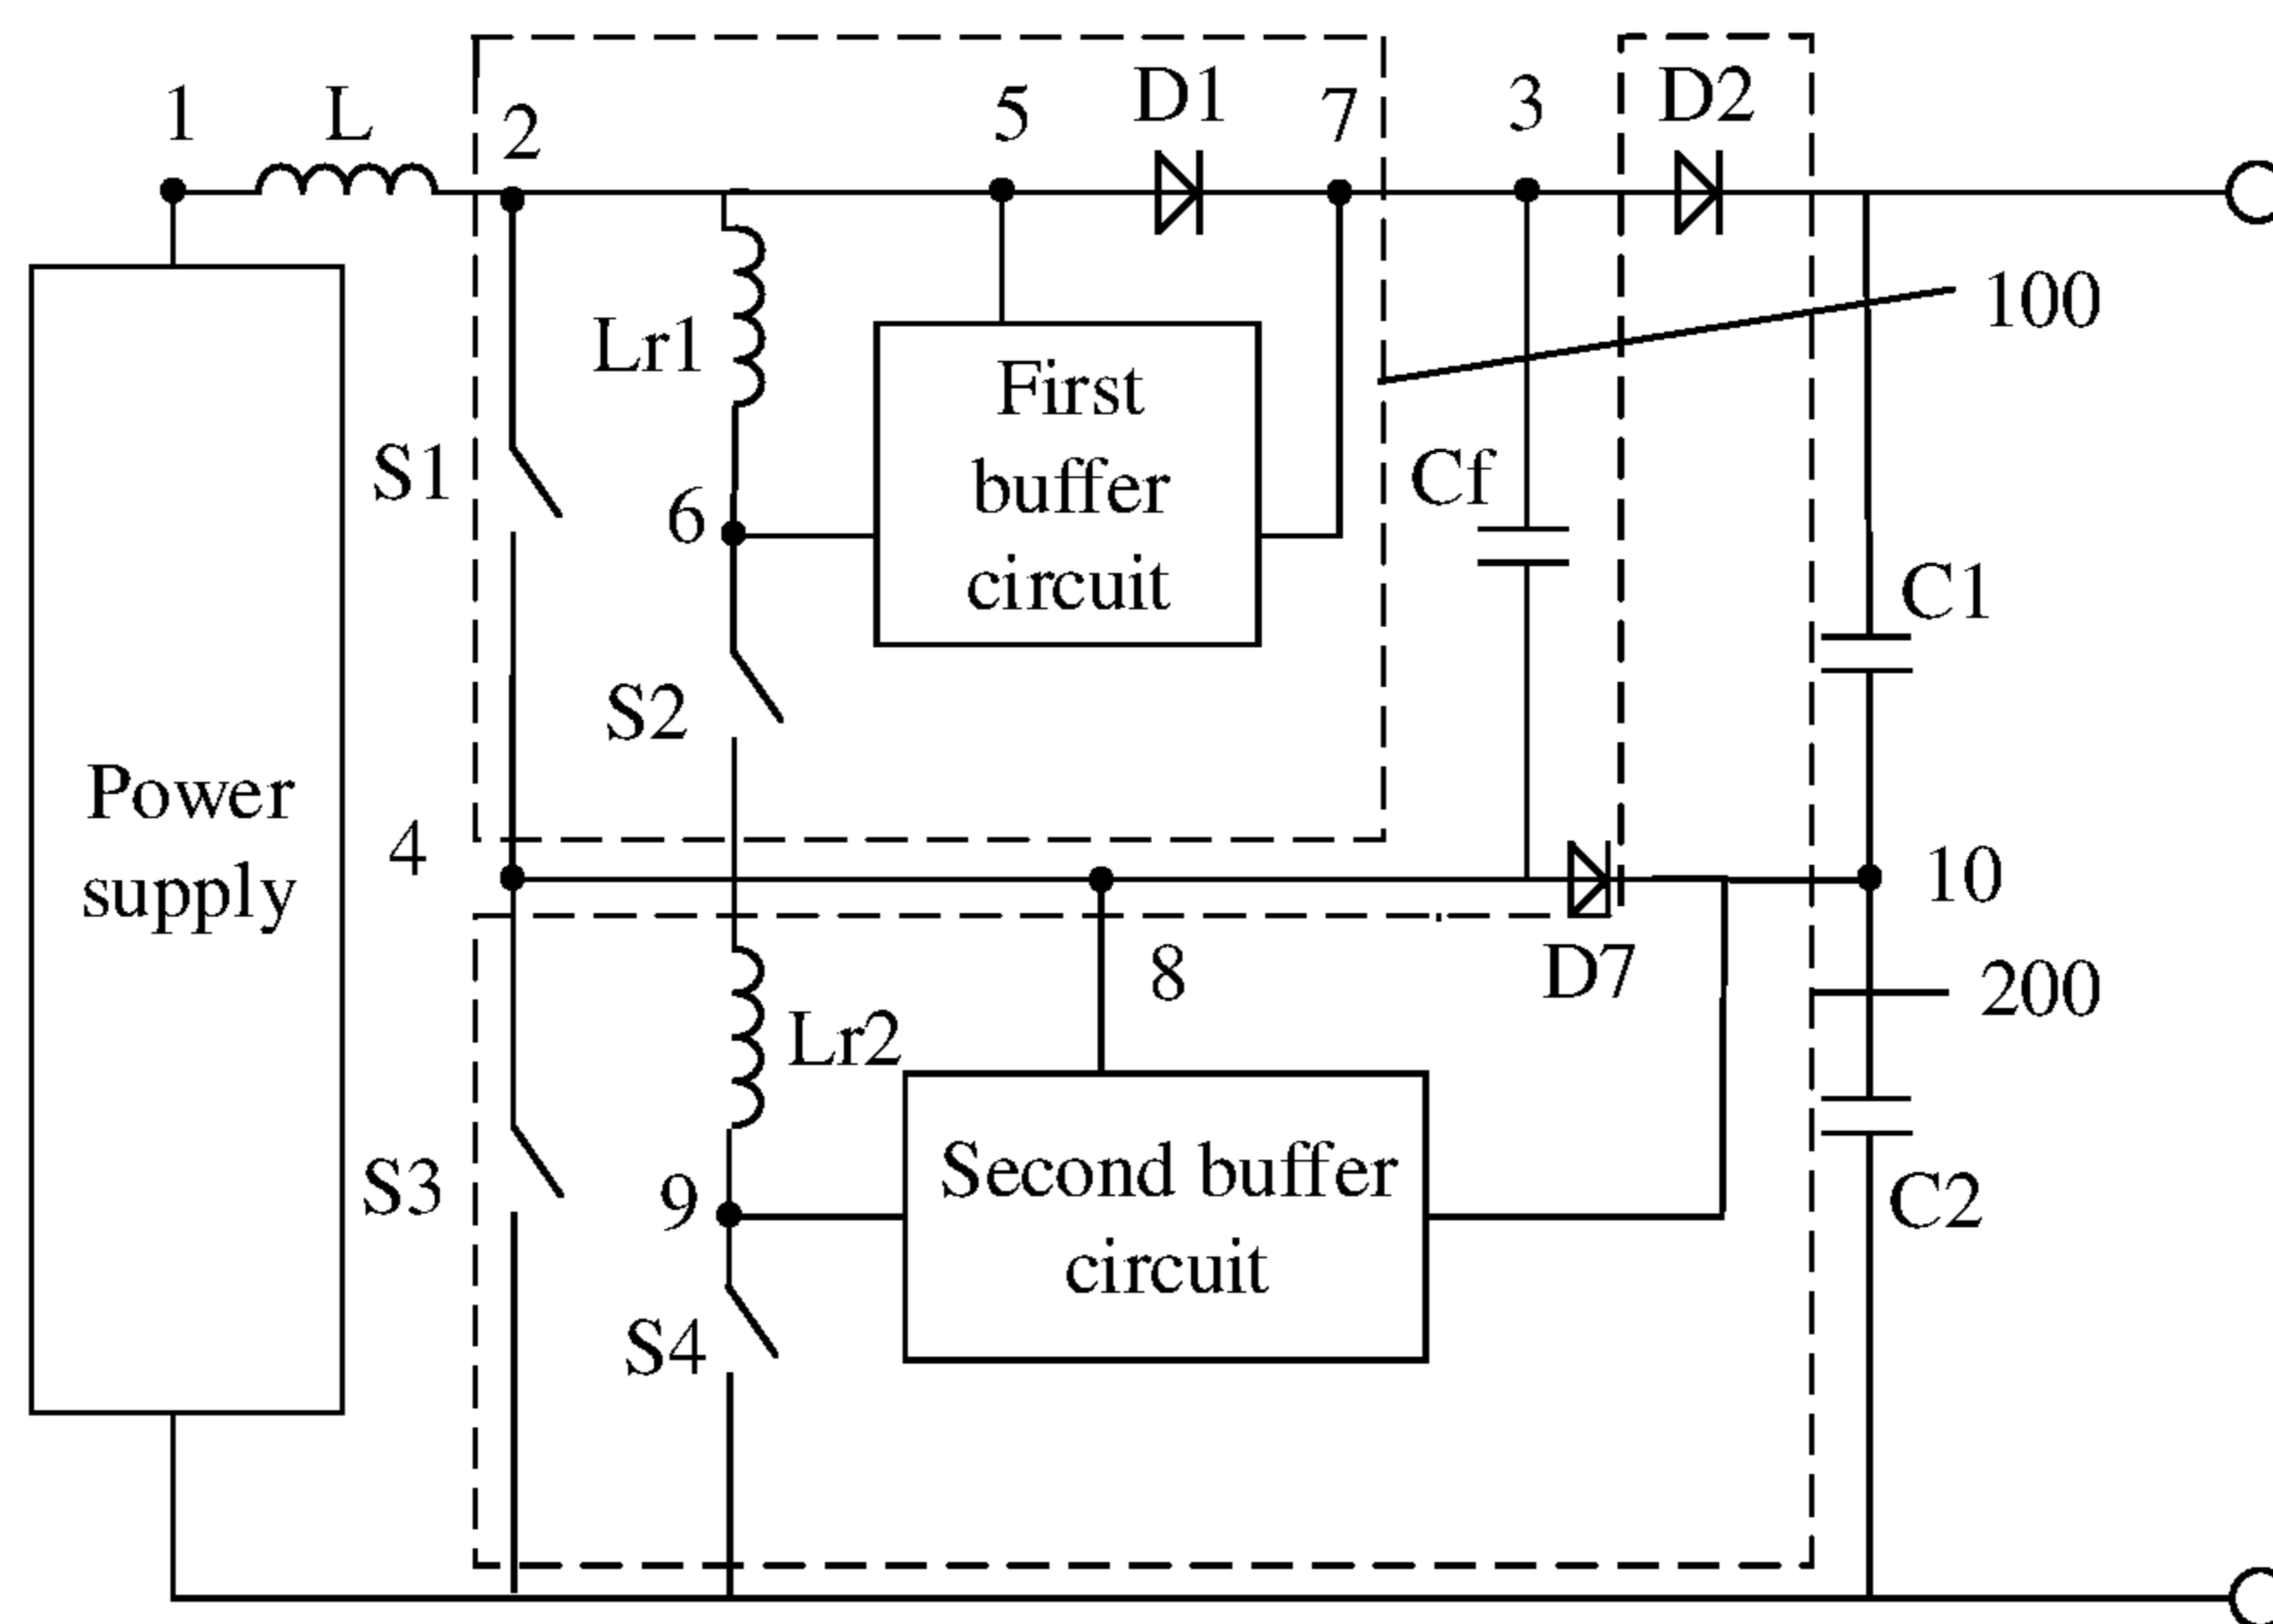 1
L
2
5
D1
7
3
D2
100
Lr1
First
buffer
circuit
S1
Cf
6
C1
S2
Power
supply
4
10
8
D7
200
Lr2
S3
9
Second buffer
circuit
C2
S4